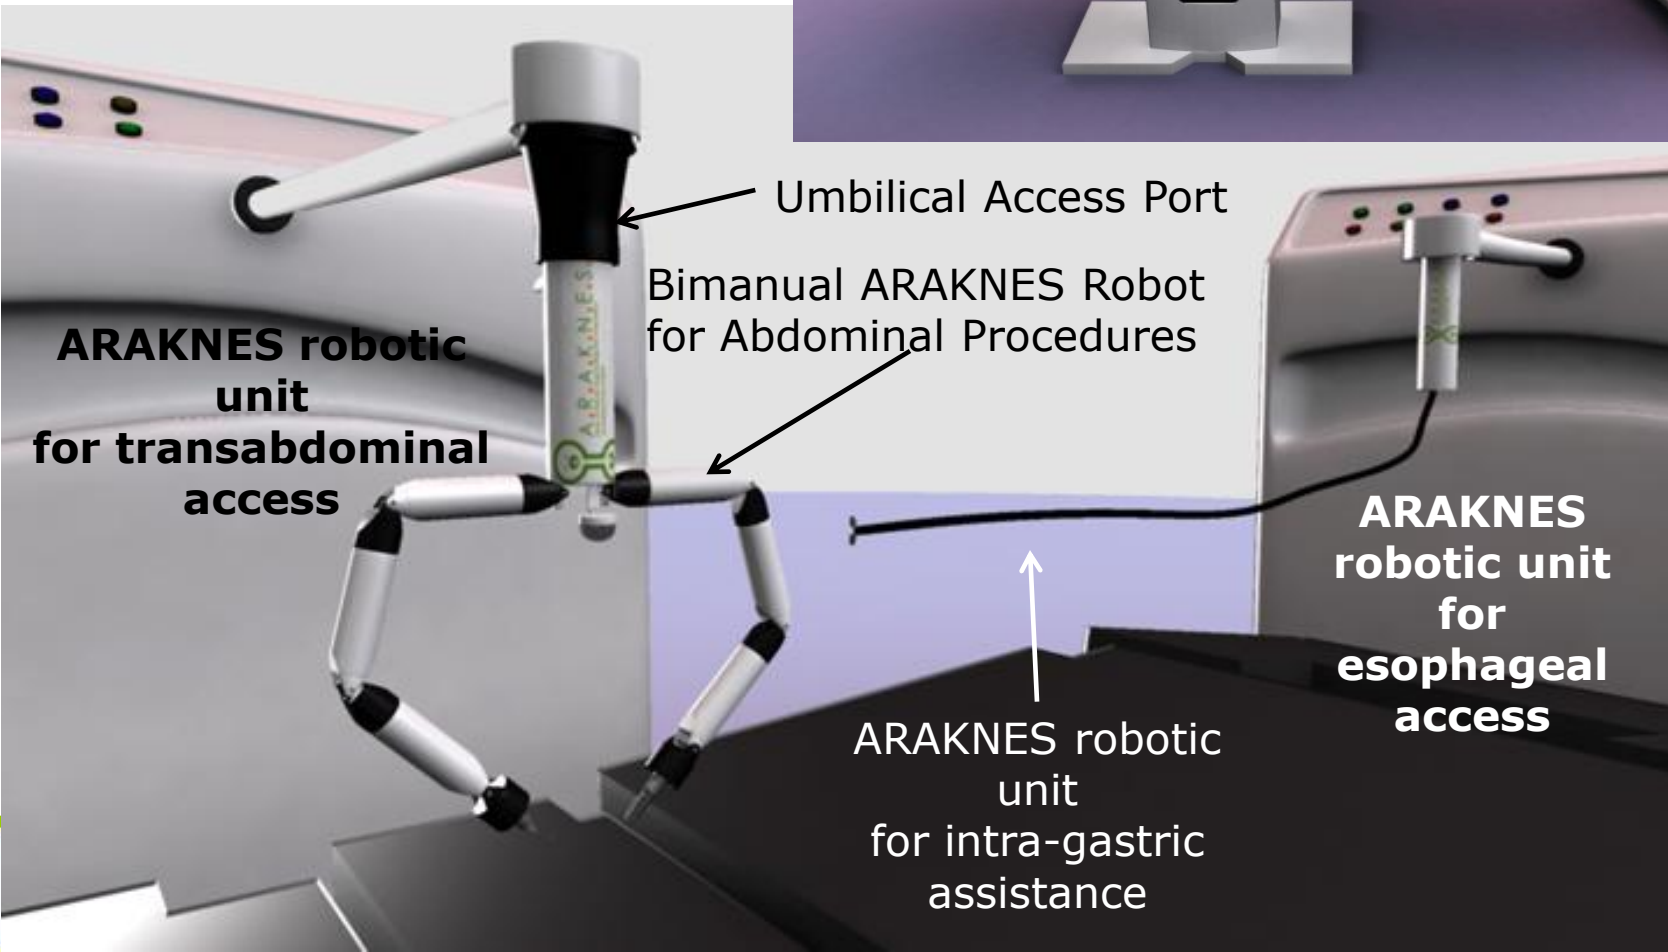 Umbilical Access Port
Bimanual ARAKNES Robot
for Abdominal Procedures
A.R.A.K.N.E.S.
ARAKNES robotic
unit
for transabdominal
access
ARAKNES
robotic unit
for
esophageal
access
ARAKNES robotic
unit
for intra-gastric
assistance